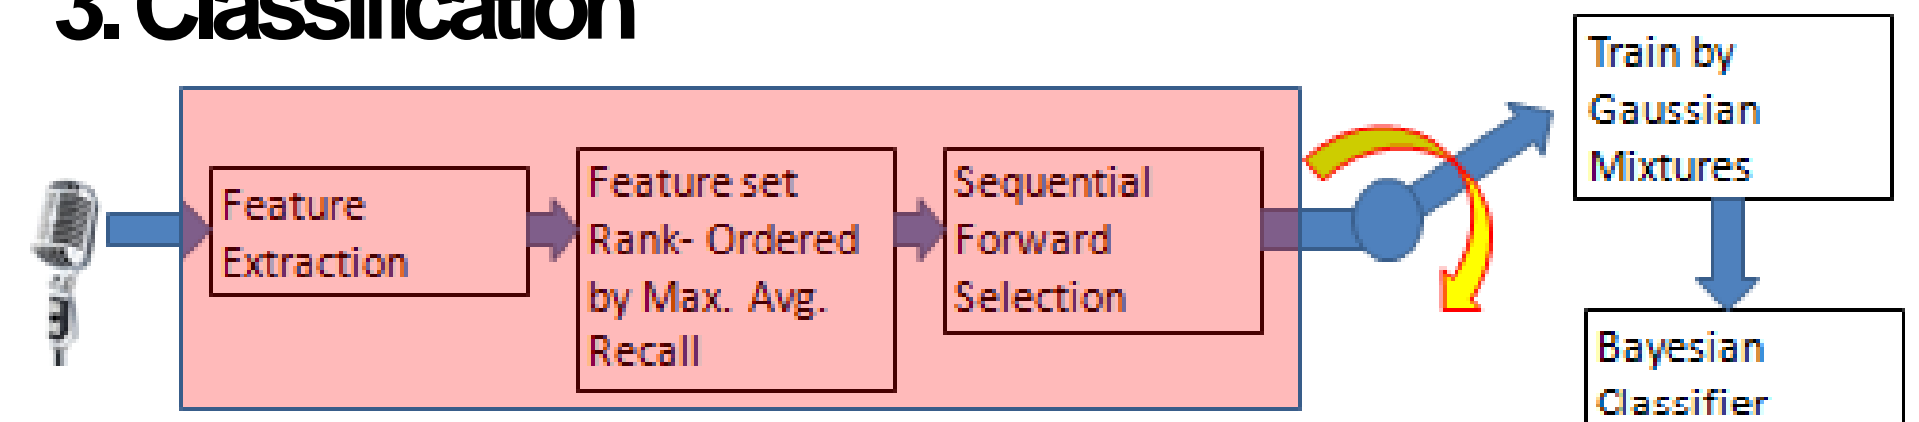 3. Classification
Feature
Extraction
Feature set
Rank- Ordered
by Max. Avg.
Recall
Sequential
Forward
Selection
Train by
Gaussian
Mixtures
Bayesian
Classifier